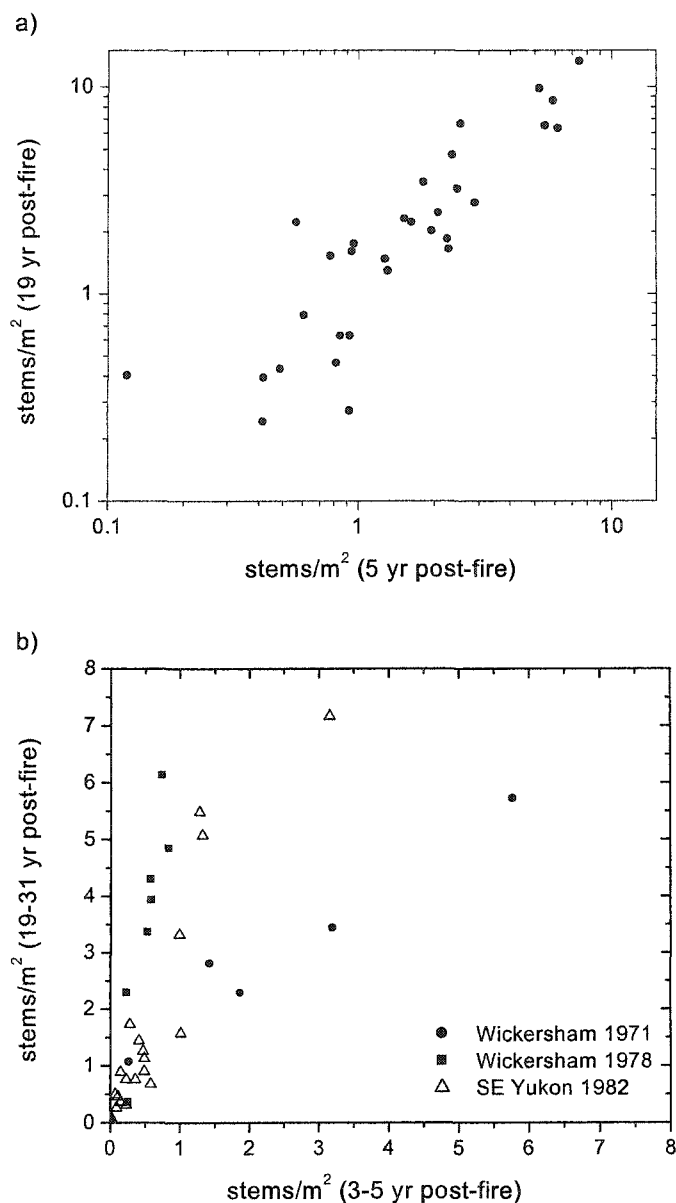 a)
10
1
0.1
stems/m² (19 yr post-fire)
0.1 1 10
stems/m² (5 yr post-fire)
b)
8
7
6
5
4
3
2
1
0
stems/m² (19-31 yr post-fire)
Wickersham 1971
Wickersham 1978
SE Yukon 1982
0 1 2 3 4 5 6 7 8
stems/m² (3-5 yr post-fire)